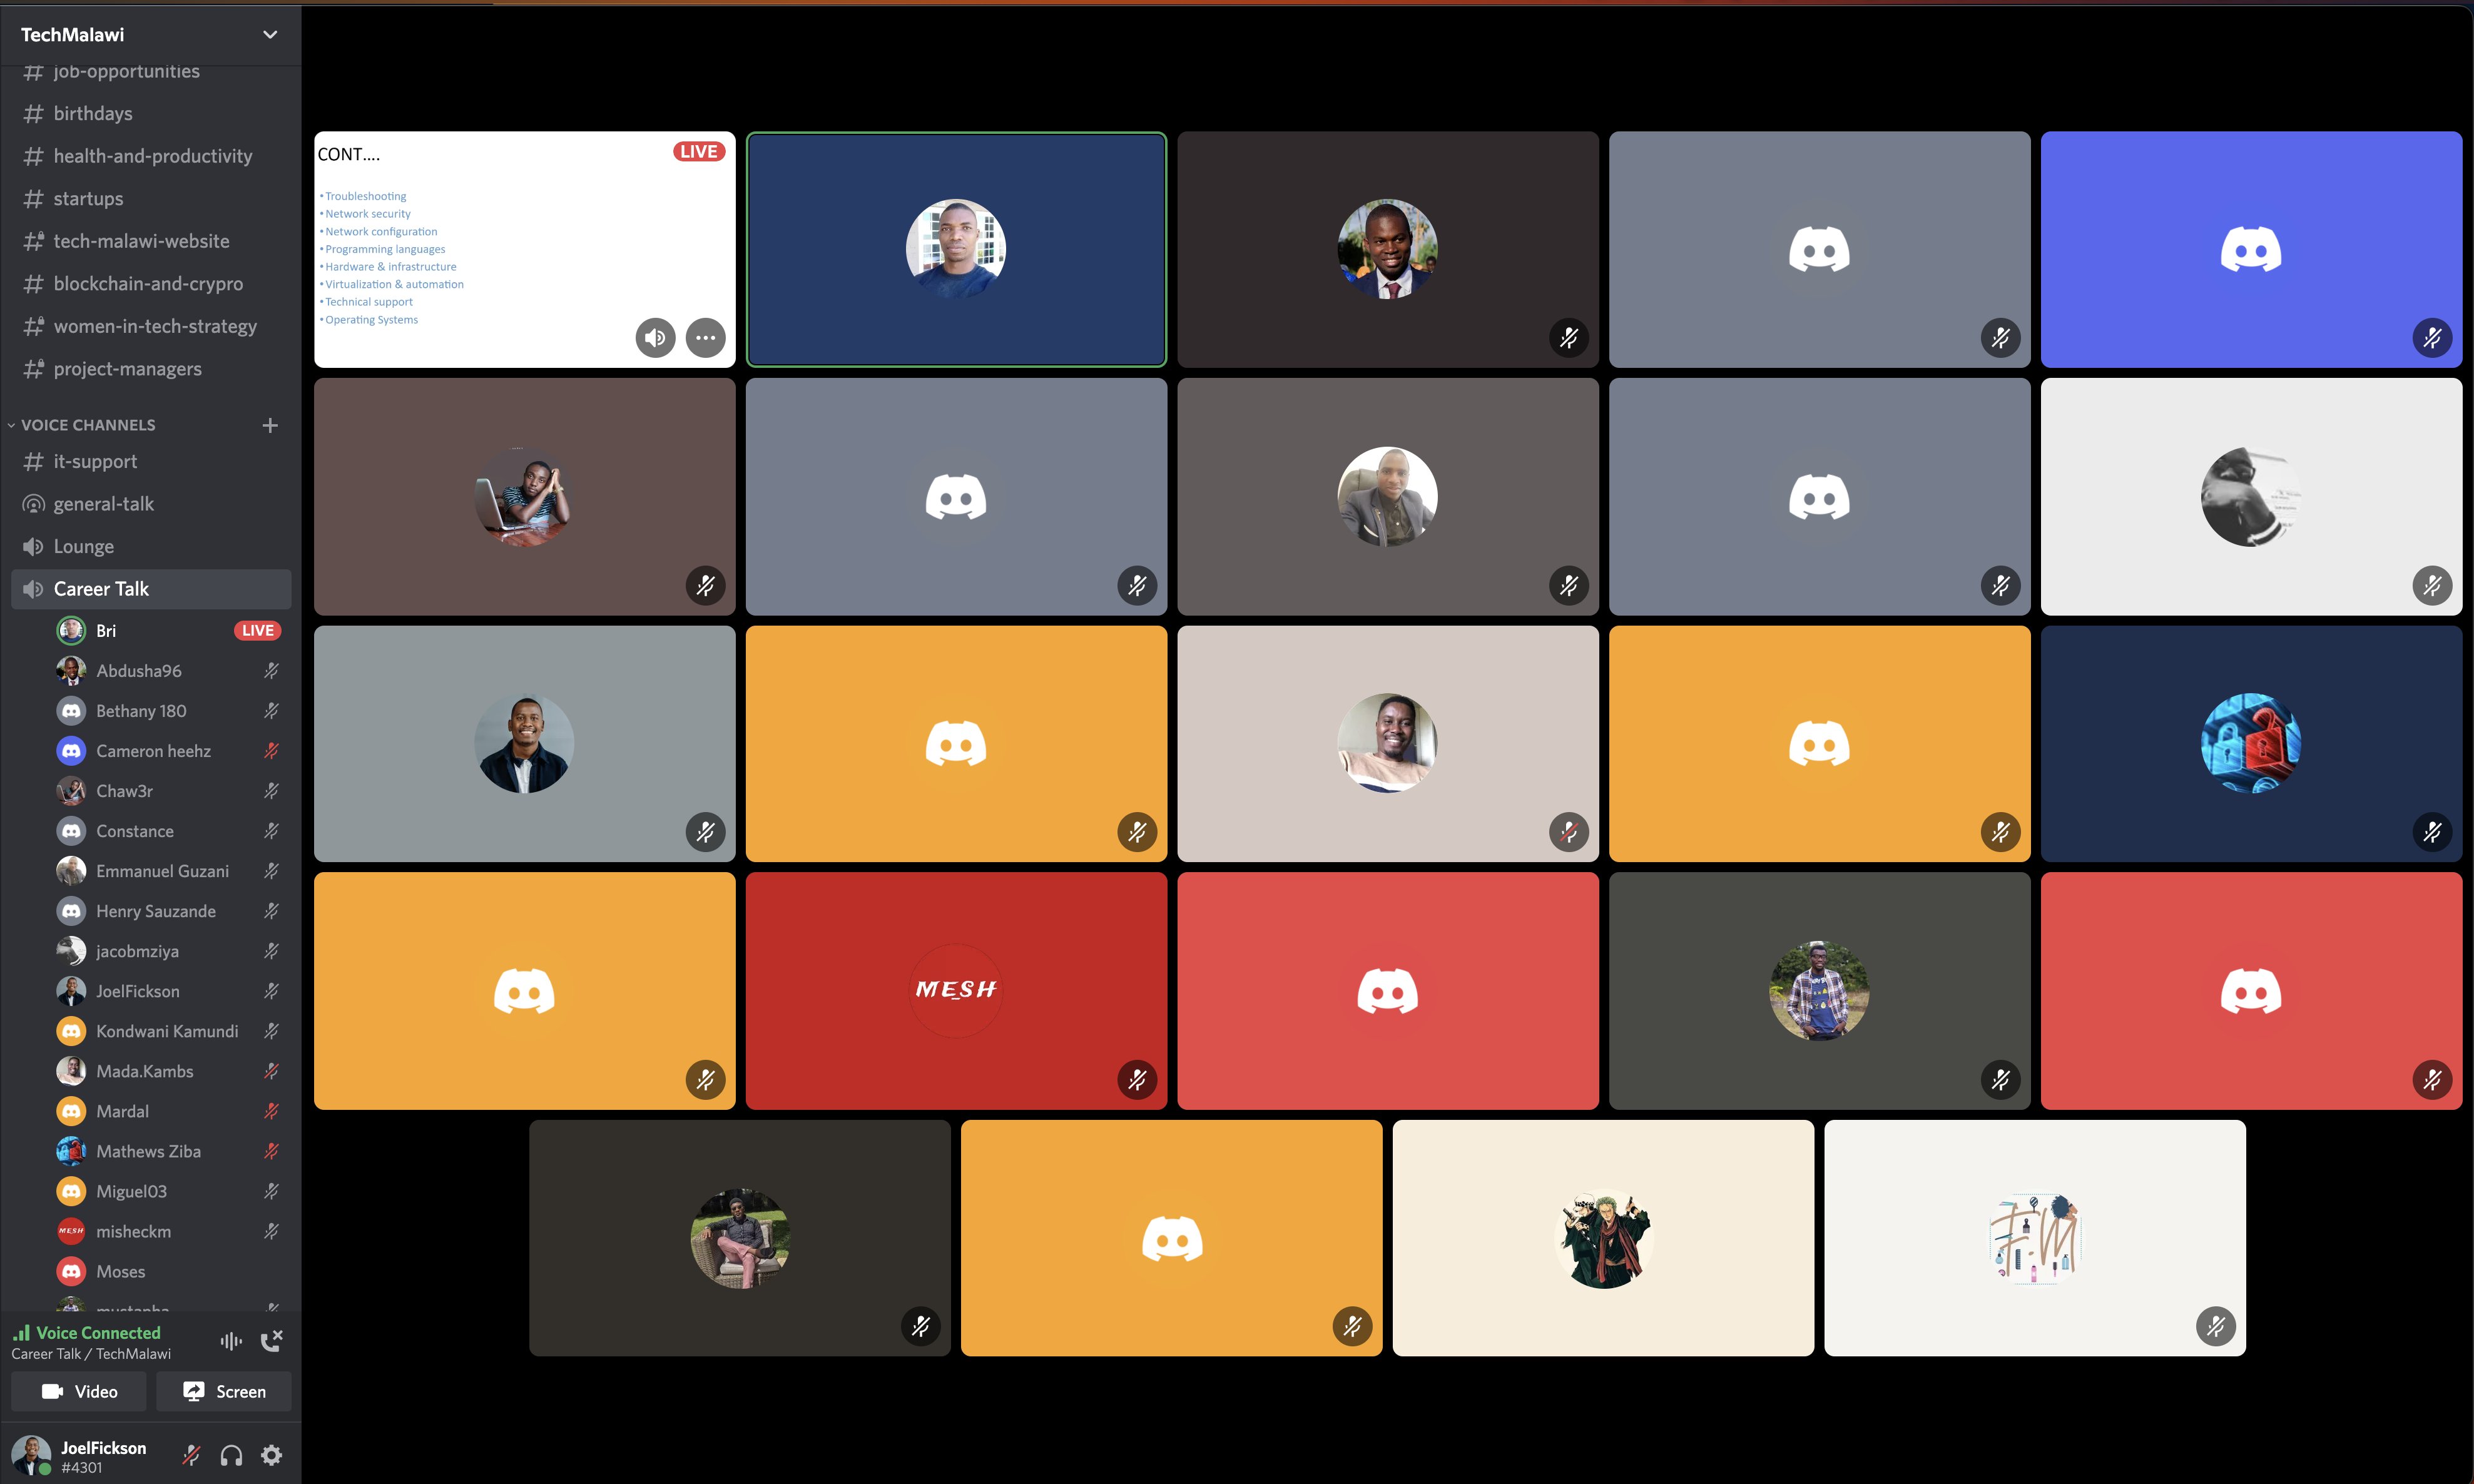 TechMalawi
job-opportunities
birthdays
health-and-productivity
startups
tech-malawi-website
blockchain-and-crypro
women-in-tech-strategy
project-managers
VOICE CHANNELS
it-support
general-talk
Lounge
Career Talk
Bri LIVE
Abdusha96
Bethany 180
Cameron heehz
Chaw3r
Constance
Emmanuel Guzani
Henry Sauzande
jacobmziya
JoelFickson
Kondwani Kamundi
Mada.Kambs
Mardal
Mathews Ziba
Miguel03
MESH misheckm
Moses
mustapha
Voice Connected
Career Talk / TechMalawi
Video Screen
JoelFickson
#4301
CONT.... LIVE
• Troubleshooting
• Network security
• Network configuration
• Programming languages
• Hardware & infrastructure
• Virtualization & automation
• Technical support
• Operating Systems
MESH
F.M